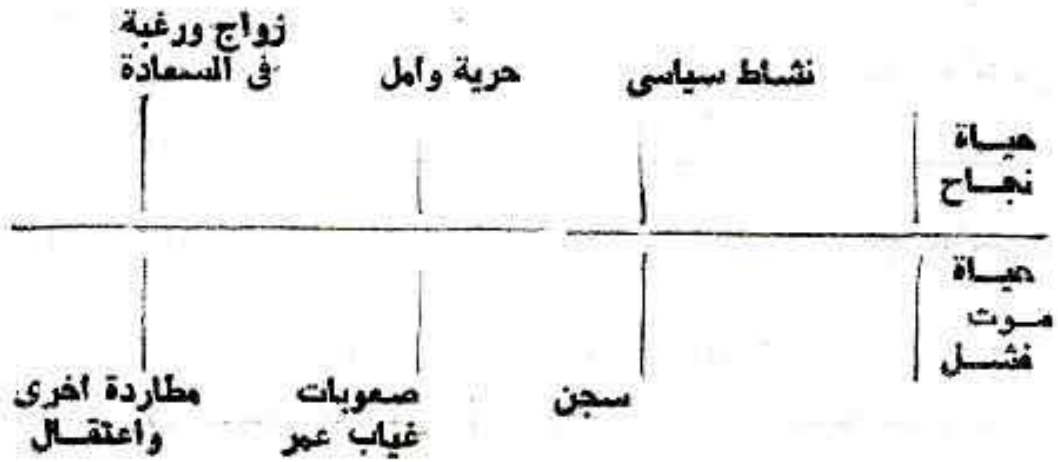 زواج ورغبة
فى السعادة
حرية وامل
نشاط سياسى
حياة
نجاح
حياة
موت
فشل
سجن
صعوبات
غياب عمر
مطاردة أخرى
واعتقال